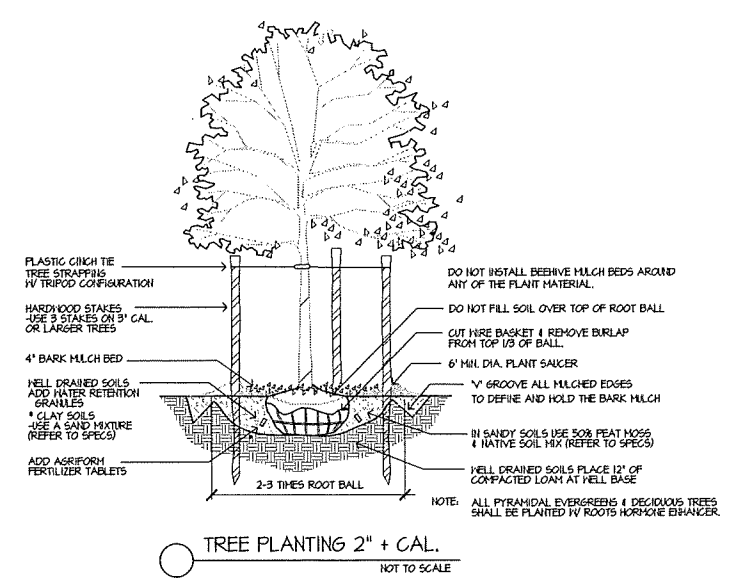 PLASTIC CINCH TIE
TREE STRAPPING
W/ TRIPOD CONFIGURATION
HARDWOOD STAKES
-USE 3 STAKES ON 3" CAL.
OR LARGER TREES
4" BARK MULCH BED
WELL DRAINED SOILS
ADD WATER RETENTION
GRANULES
* CLAY SOILS
-USE A SAND MIXTURE
(REFER TO SPECS)
ADD AGRIFORM
FERTILIZER TABLETS
DO NOT INSTALL BEEHIVE MULCH BEDS AROUND
ANY OF THE PLANT MATERIAL.
DO NOT FILL SOIL OVER TOP OF ROOT BALL
CUT WIRE BASKET & REMOVE BURLAP
FROM TOP 1/3 OF BALL.
6' MIN. DIA. PLANT SAUCER
'V' GROOVE ALL MULCHED EDGES
TO DEFINE AND HOLD THE BARK MULCH
IN SANDY SOILS USE 50% PEAT MOSS
& NATIVE SOIL MIX (REFER TO SPECS)
WELL DRAINED SOILS PLACE 12" OF
COMPACTED LOAM AT WELL BASE
2-3 TIMES ROOT BALL
NOTE: ALL PYRAMIDAL EVERGREENS & DECIDUOUS TREES
SHALL BE PLANTED W/ ROOTS HORMONE ENHANCER.
TREE PLANTING 2" + CAL.
NOT TO SCALE